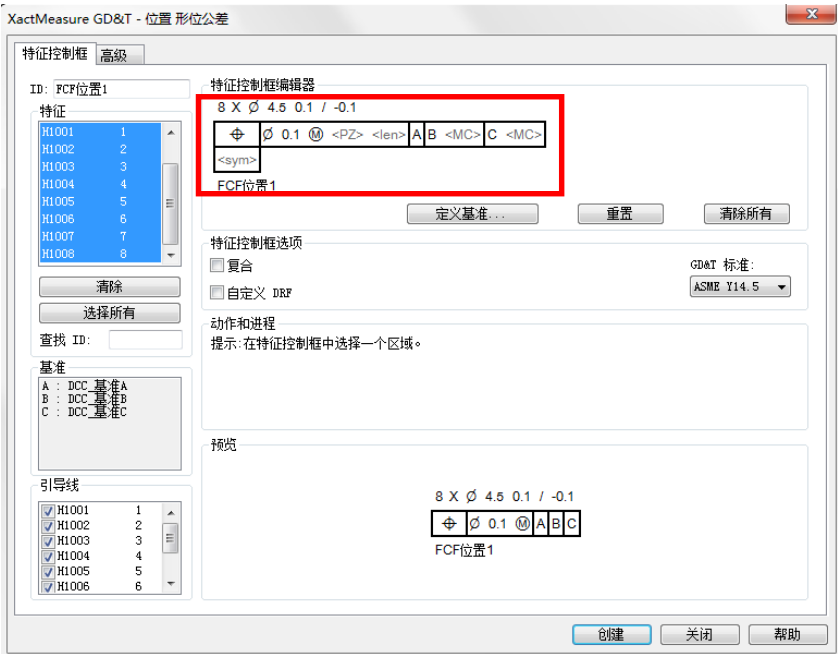 XactMeasure GD&T - 位置 形位公差
特征控制框 高级
ID: FCF位置1
特征
H1001 1
H1002 2
H1003 3
H1004 4
H1005 5
H1006 6
H1007 7
H1008 8
清除
选择所有
查找 ID:
基准
A : DCC_基准A
B : DCC_基准B
C : DCC_基准C
引导线
H1001 1
H1002 2
H1003 3
H1004 4
H1005 5
H1006 6
特征控制框编辑器
8 X Ø 4.5 0.1 / -0.1
⌖ Ø 0.1 Ⓜ <PZ> <len> A B <MC> C <MC>
<sym>
FCF位置1
定义基准... 重置 清除所有
特征控制框选项
复合
自定义 DRF
GD&T 标准:
ASME Y14.5
动作和进程
提示:在特征控制框中选择一个区域。
预览
8 X Ø 4.5 0.1 / -0.1
⌖ Ø 0.1 Ⓜ A B C
FCF位置1
创建 关闭 帮助